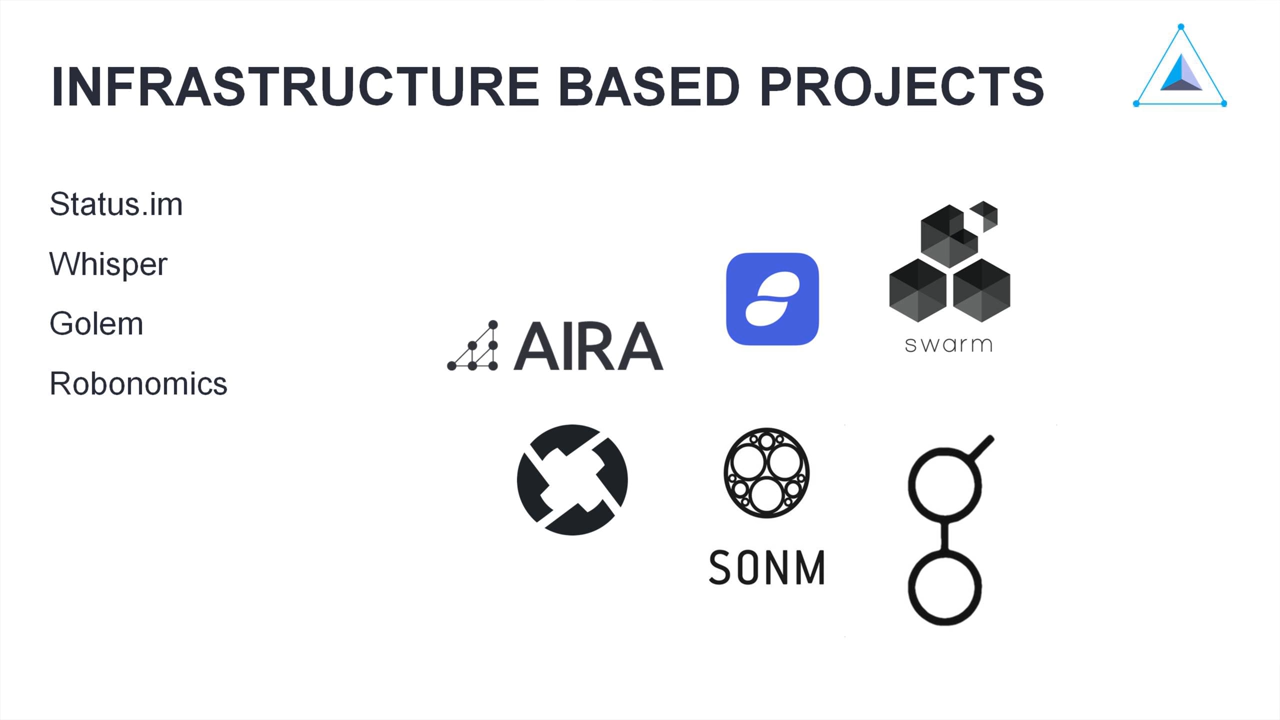 INFRASTRUCTURE BASED PROJECTS
Status.im
Whisper
Golem
Robonomics
AIRA
swarm
SONM